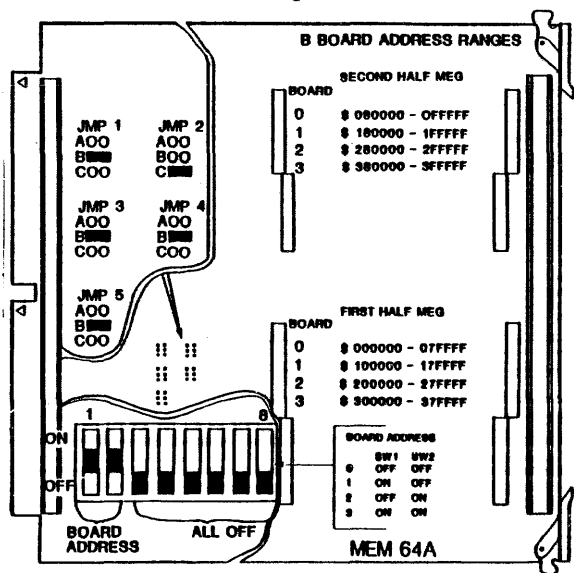 B BOARD ADDRESS RANGES
SECOND HALF MEG
BOARD
0 $ 080000 - 0FFFFF
1 $ 180000 - 1FFFFF
2 $ 280000 - 2FFFFF
3 $ 380000 - 3FFFFF
JMP 1
AOO
B
COO
JMP 2
AOO
BOO
C
JMP 3
AOO
B
COO
JMP 4
AOO
B
COO
JMP 5
AOO
B
COO
FIRST HALF MEG
BOARD
0 $ 000000 - 07FFFF
1 $ 100000 - 17FFFF
2 $ 200000 - 27FFFF
3 $ 300000 - 37FFFF
1 8
ON
OFF
BOARD ADDRESS
ALL OFF
BOARD ADDRESS
SW1 SW2
0 OFF OFF
1 ON OFF
2 OFF ON
3 ON ON
MEM 64A